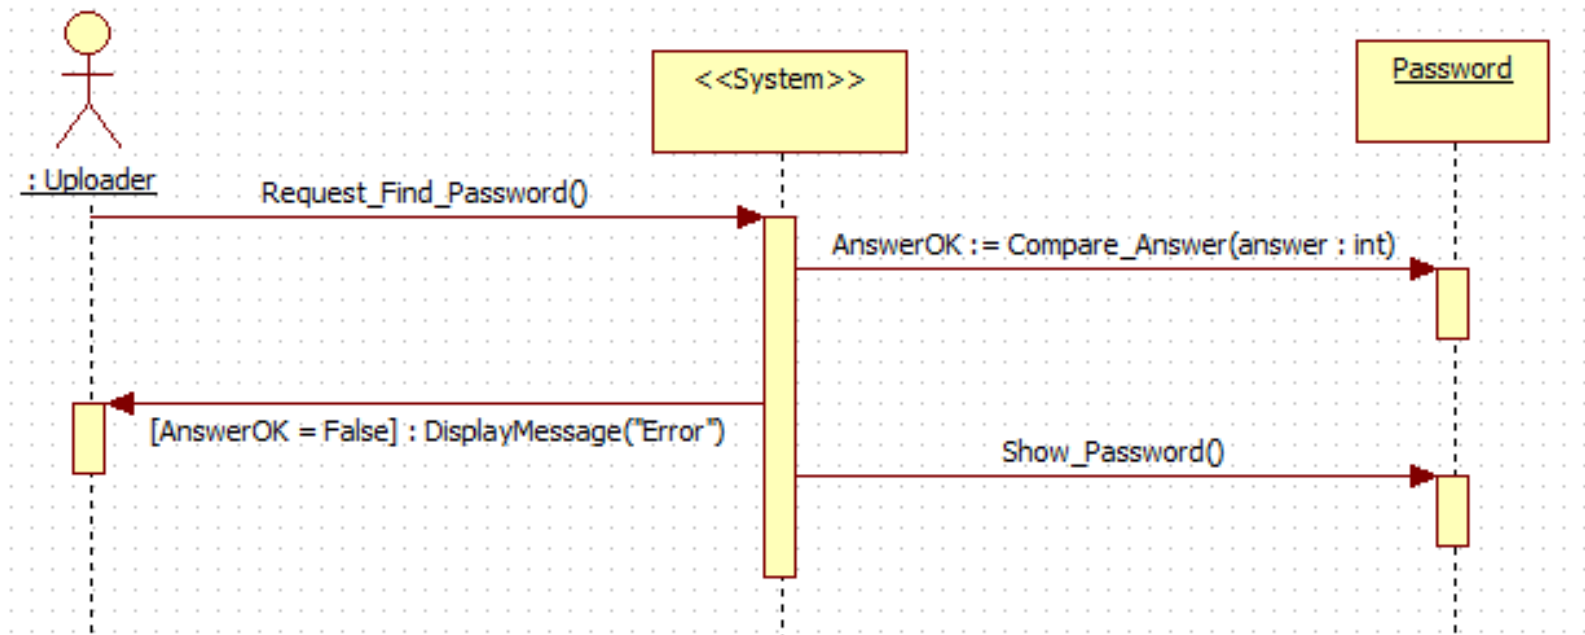 <<System>>
Password
: Uploader
Request_Find_Password()
AnswerOK := Compare_Answer(answer : int)
[AnswerOK = False] : DisplayMessage("Error")
Show_Password()